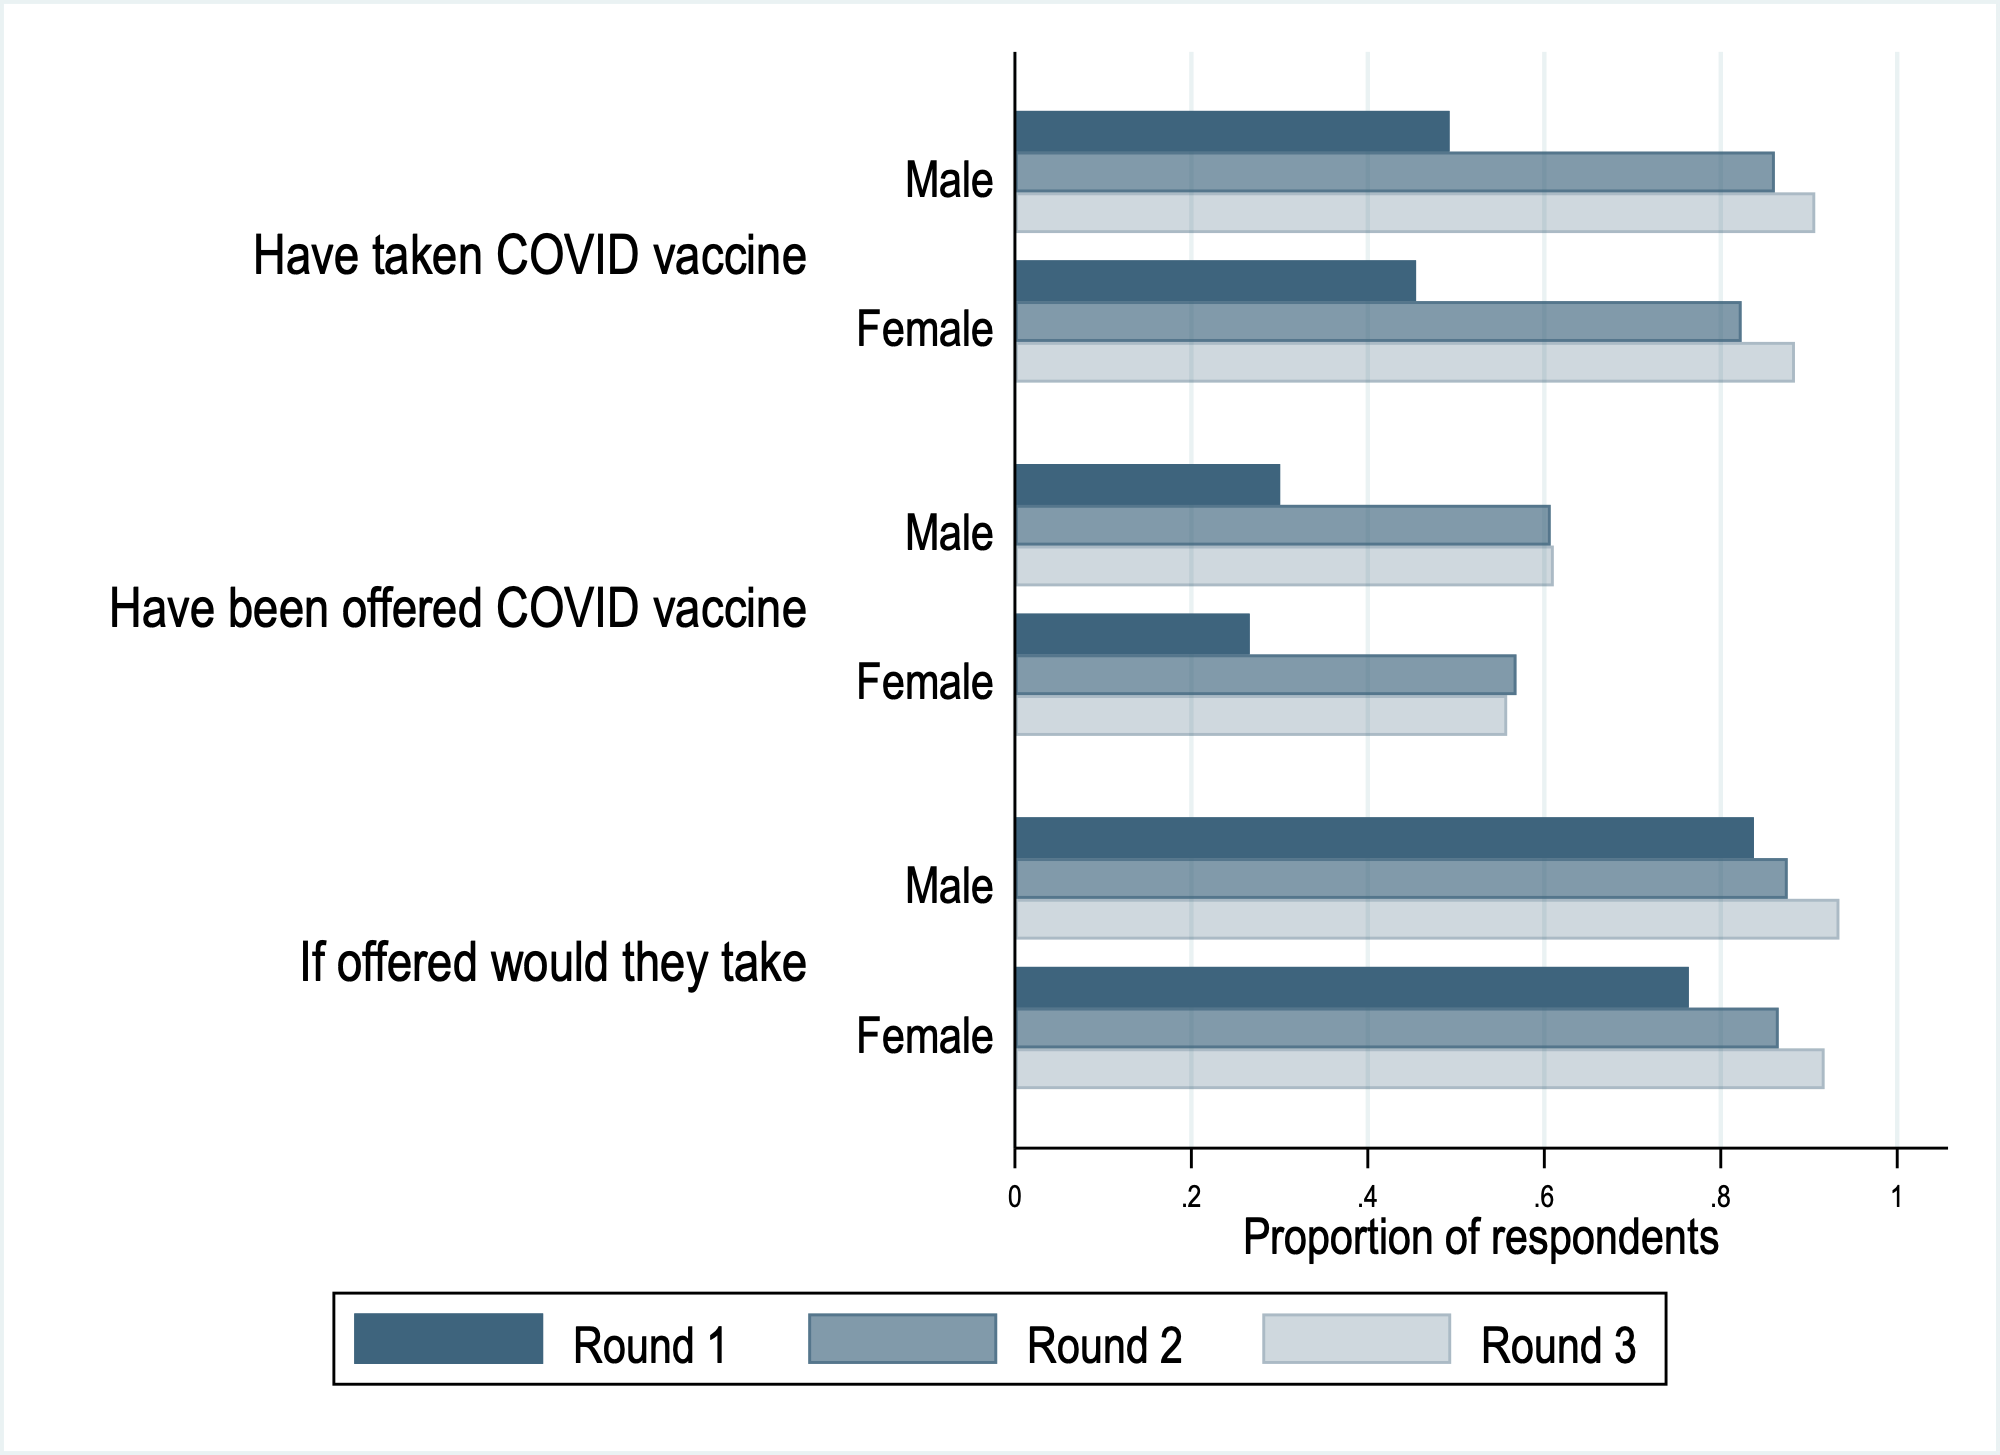 Have taken COVID vaccine
Male
Female
Have been offered COVID vaccine
Male
Female
If offered would they take
Male
Female
0 .2 .4 .6 .8 1
Proportion of respondents
Round 1 Round 2 Round 3